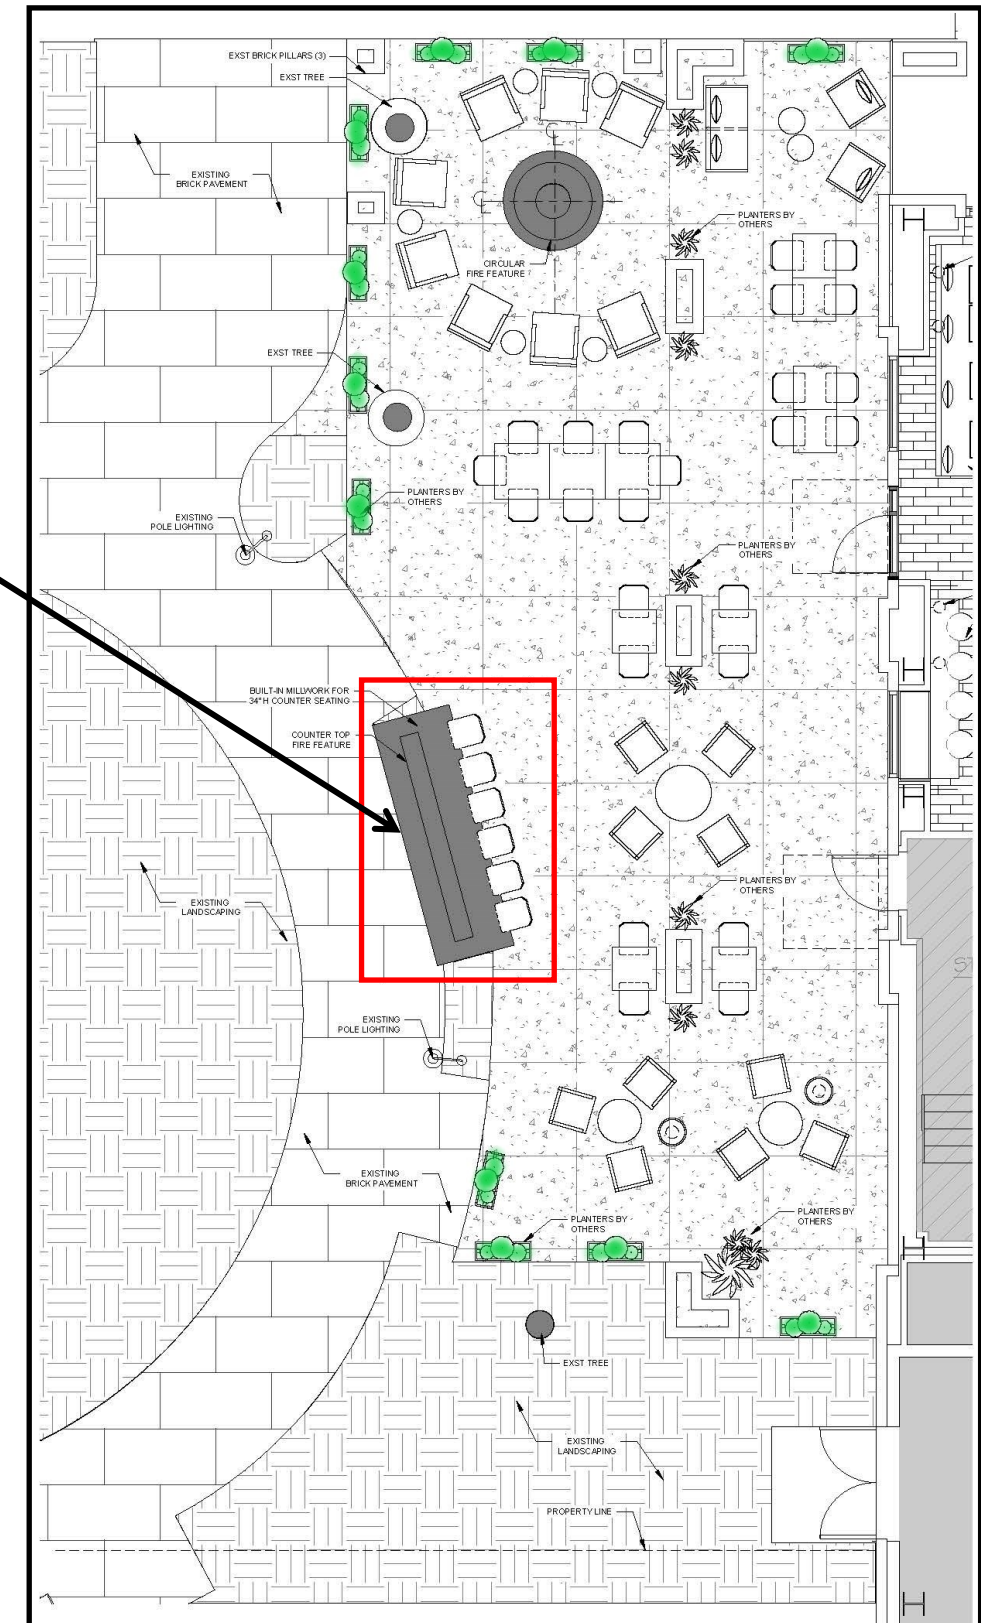 EXST BRICK PILLARS (3)
EXST TREE
EXISTING
BRICK PAVEMENT
PLANTERS BY
OTHERS
CIRCULAR
FIRE FEATURE
EXST TREE
PLANTERS BY
OTHERS
EXISTING
POLE LIGHTING
PLANTERS BY
OTHERS
BUILT-IN MILLWORK FOR
34"H COUNTER SEATING
COUNTER TOP
FIRE FEATURE
PLANTERS BY
OTHERS
EXISTING
LANDSCAPING
EXISTING
POLE LIGHTING
EXISTING
BRICK PAVEMENT
PLANTERS BY
OTHERS
PLANTERS BY
OTHERS
EXST TREE
EXISTING
LANDSCAPING
PROPERTY LINE